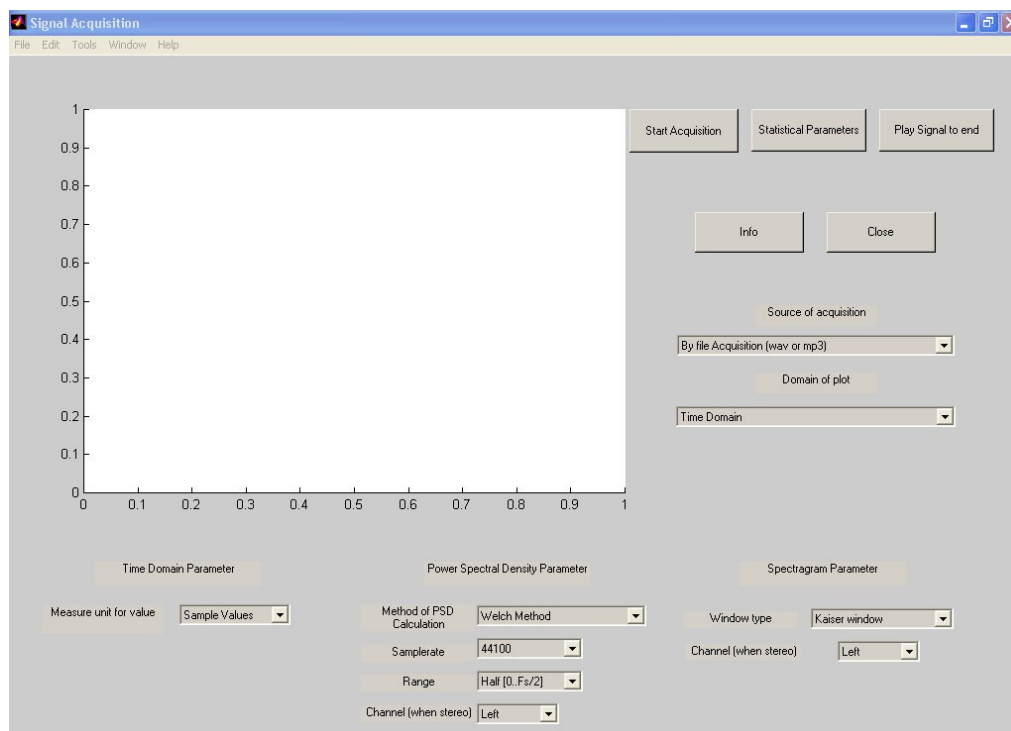 Signal Acquisition
File Edit Tools Window Help
1
0.9
0.8
0.7
0.6
0.5
0.4
0.3
0.2
0.1
0
0 0.1 0.2 0.3 0.4 0.5 0.6 0.7 0.8 0.9 1
Start Acquisition
Statistical Parameters
Play Signal to end
Info
Close
Source of acquisition
By file Acquisition (wav or mp3)
Domain of plot
Time Domain
Time Domain Parameter
Measure unit for value
Sample Values
Power Spectral Density Parameter
Method of PSD
Calculation
Welch Method
Samplerate
44100
Range
Half [0..Fs/2]
Channel (when stereo)
Left
Spectragram Parameter
Window type
Kaiser window
Channel (when stereo)
Left